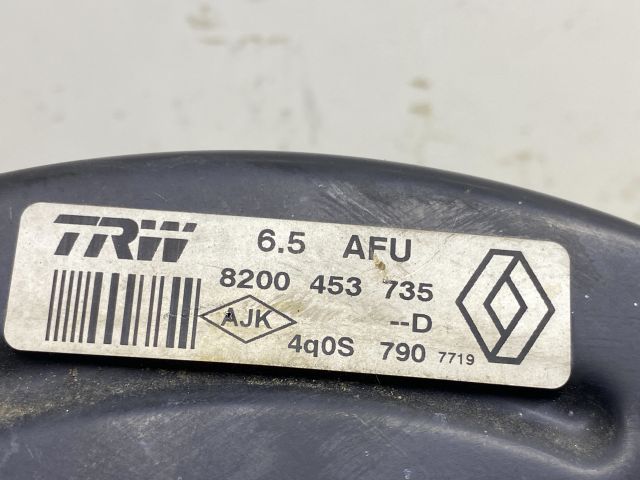 TRW 6.5 AFU
8200 453 735
AJK --D
4q0S 790 7719